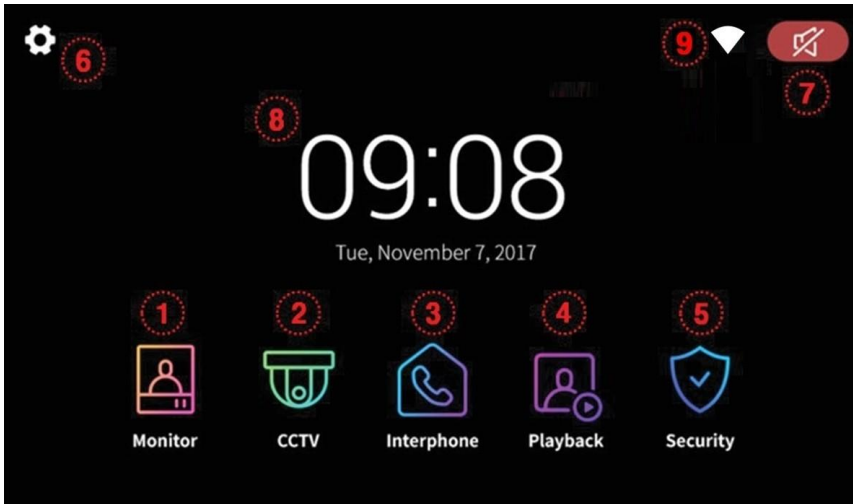 6
9
7
8
09:08
Tue, November 7, 2017
1 2 3 4 5
Monitor CCTV Interphone Playback Security